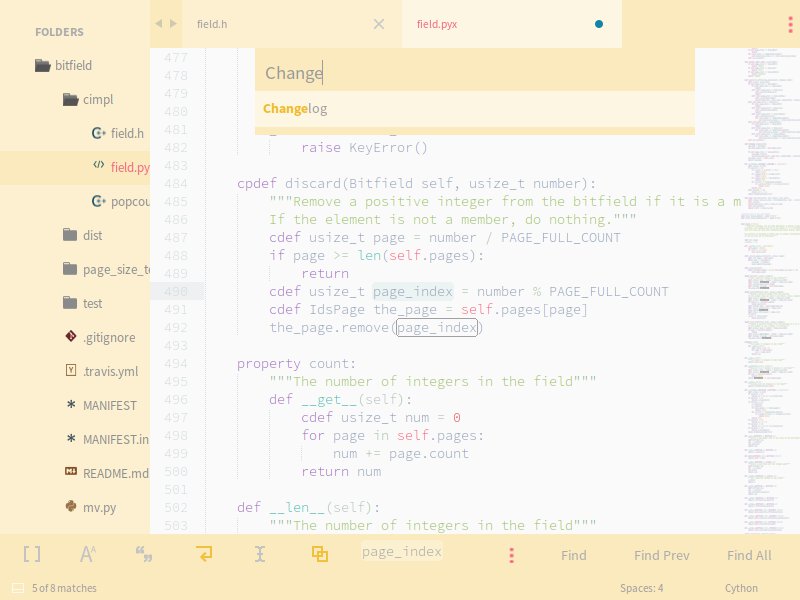 FOLDERS
bitfield
cimpl
field.h
field.py
popcou
dist
page_size_t
test
.gitignore
.travis.yml
MANIFEST
MANIFEST.in
README.md
mv.py
field.h
field.pyx
Change
Changelog
477
478
479
480
481
482 raise KeyError()
483
484 cpdef discard(Bitfield self, usize_t number):
485 """Remove a positive integer from the bitfield if it is a m
486 If the element is not a member, do nothing."""
487 cdef usize_t page = number / PAGE_FULL_COUNT
488 if page >= len(self.pages):
489 return
490 cdef usize_t page_index = number % PAGE_FULL_COUNT
491 cdef IdsPage the_page = self.pages[page]
492 the_page.remove(page_index)
493
494 property count:
495 """The number of integers in the field"""
496 def __get__(self):
497 cdef usize_t num = 0
498 for page in self.pages:
499 num += page.count
500 return num
501
502 def __len__(self):
503 """The number of integers in the field"""
page_index
Find
Find Prev
Find All
5 of 8 matches
Spaces: 4
Cython